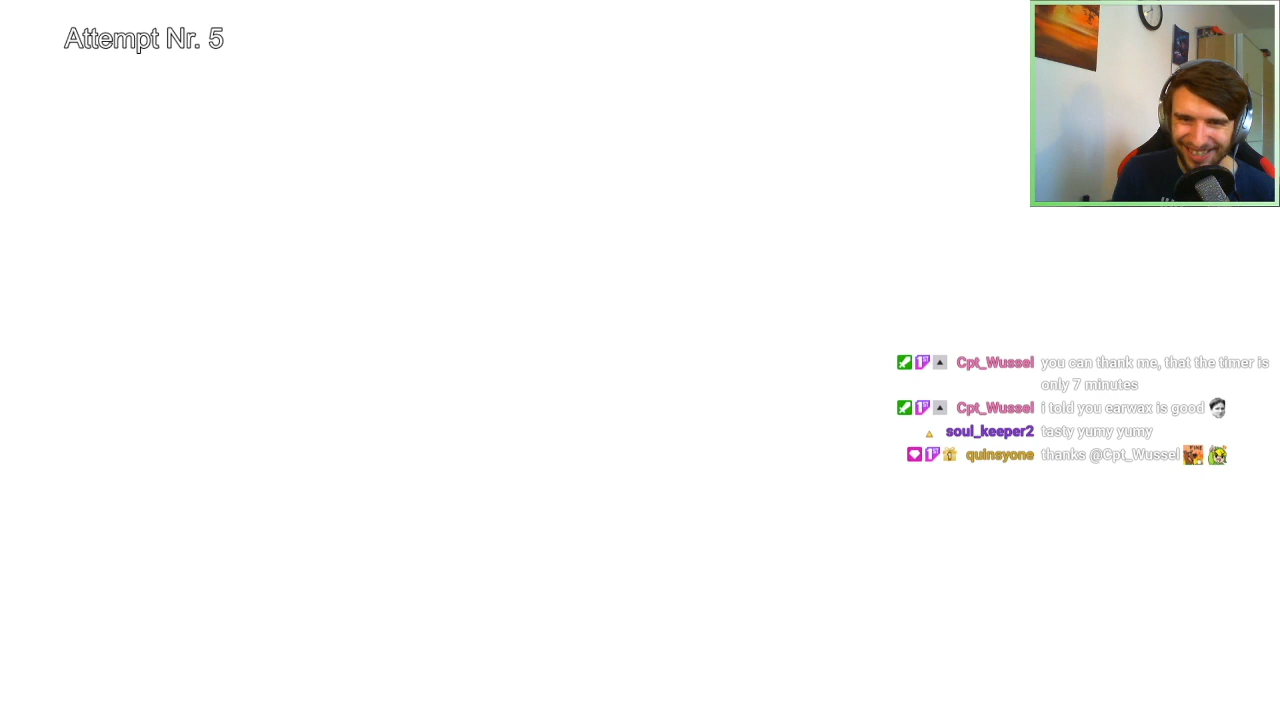 Attempt Nr. 5
Cpt_Wussel you can thank me, that the timer is
only 7 minutes
Cpt_Wussel i told you earwax is good
soul_keeper2 tasty yumy yumy
quinsyone thanks @Cpt_Wussel